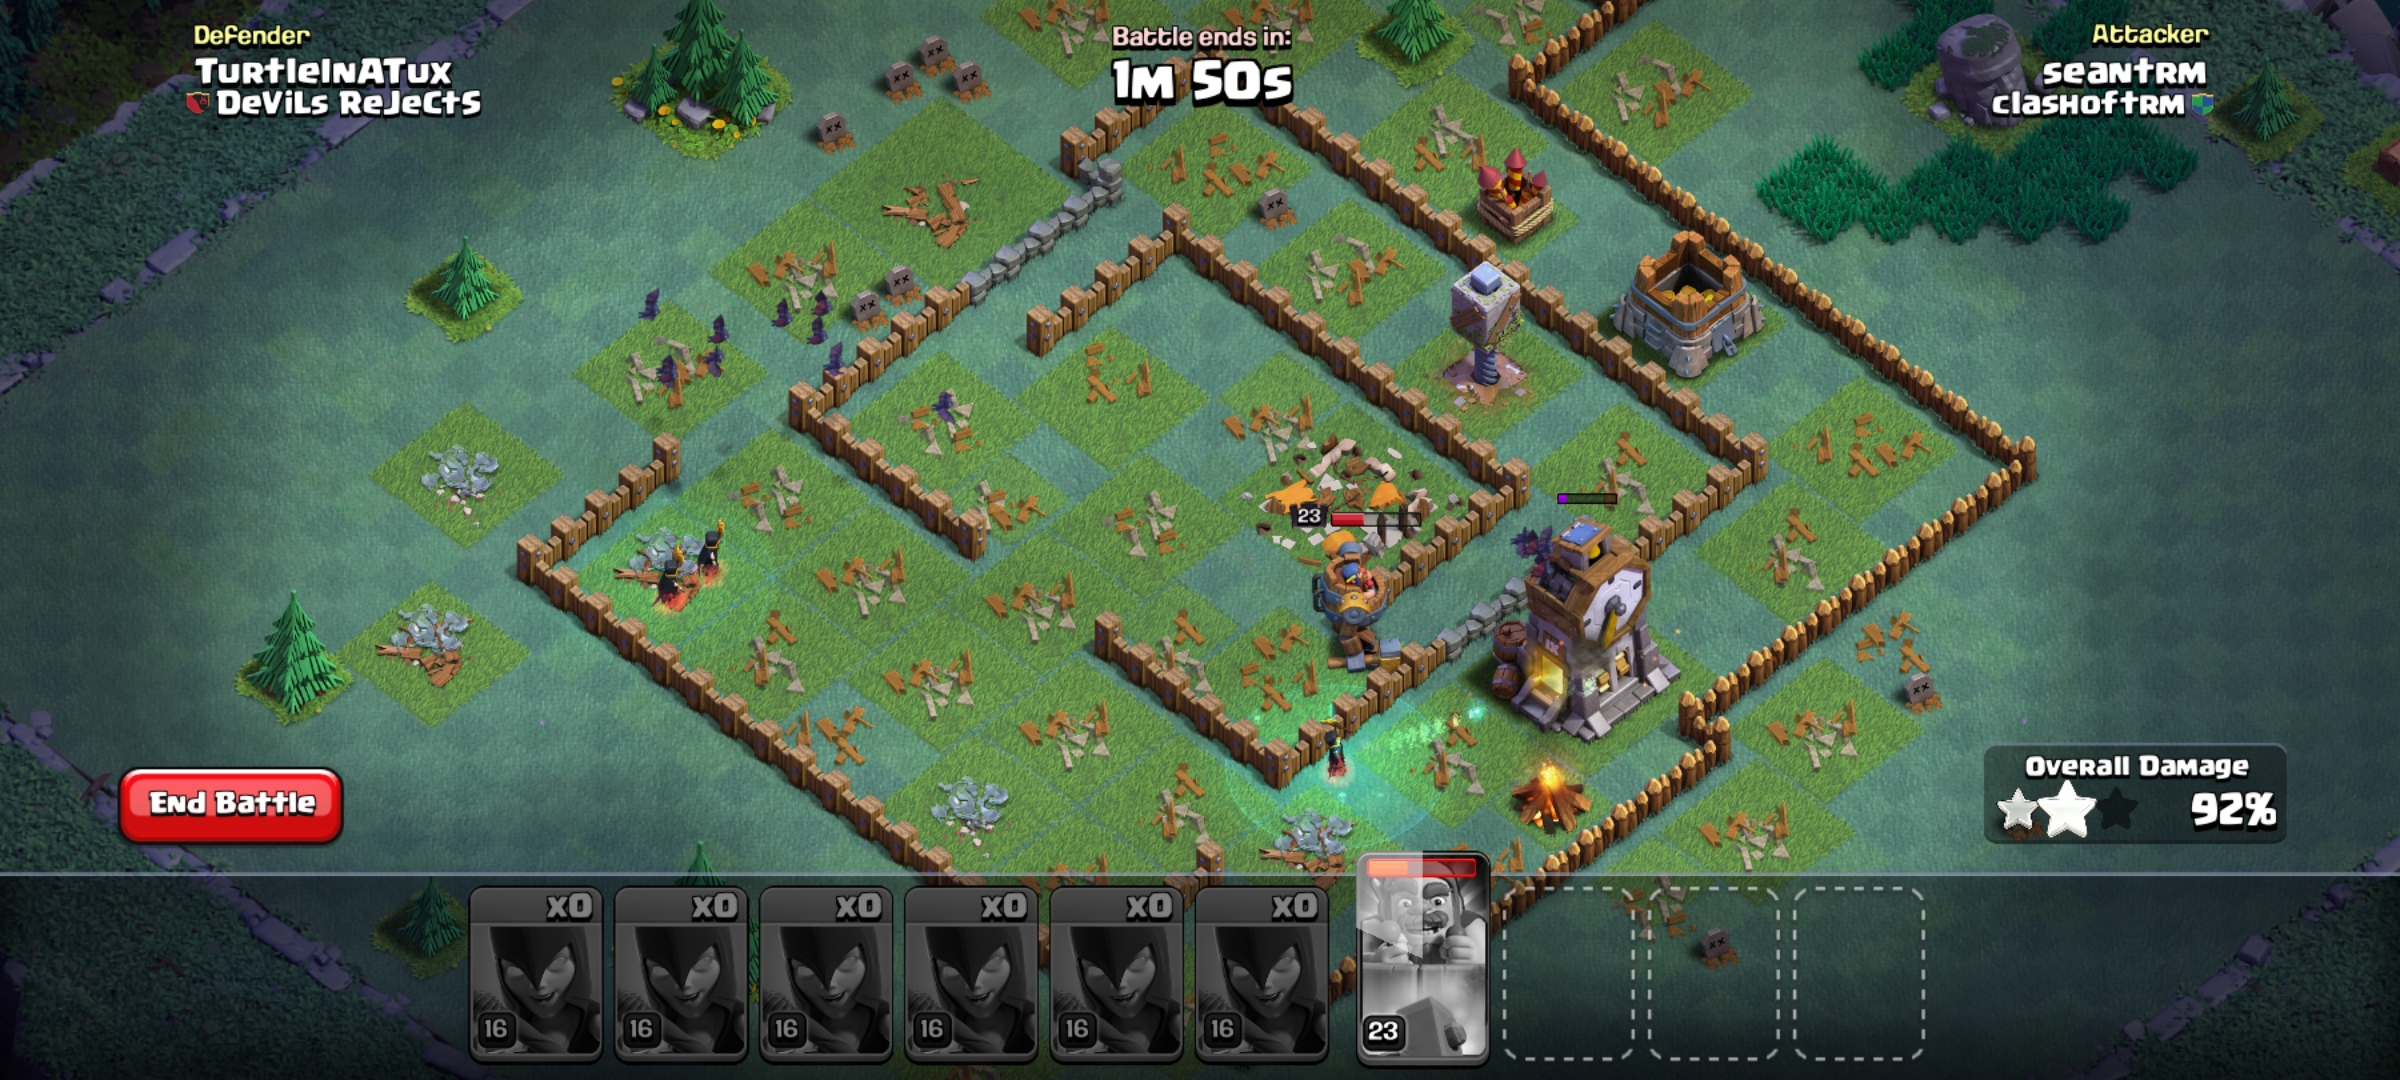 Defender
TurtleInATux
DeViLs ReJeCtS
Battle ends in:
1M 50s
Attacker
seantRM
clashoftRM
23
End Battle
Overall Damage
92%
x0
x0
x0
x0
x0
x0
16
16
16
16
16
16
23